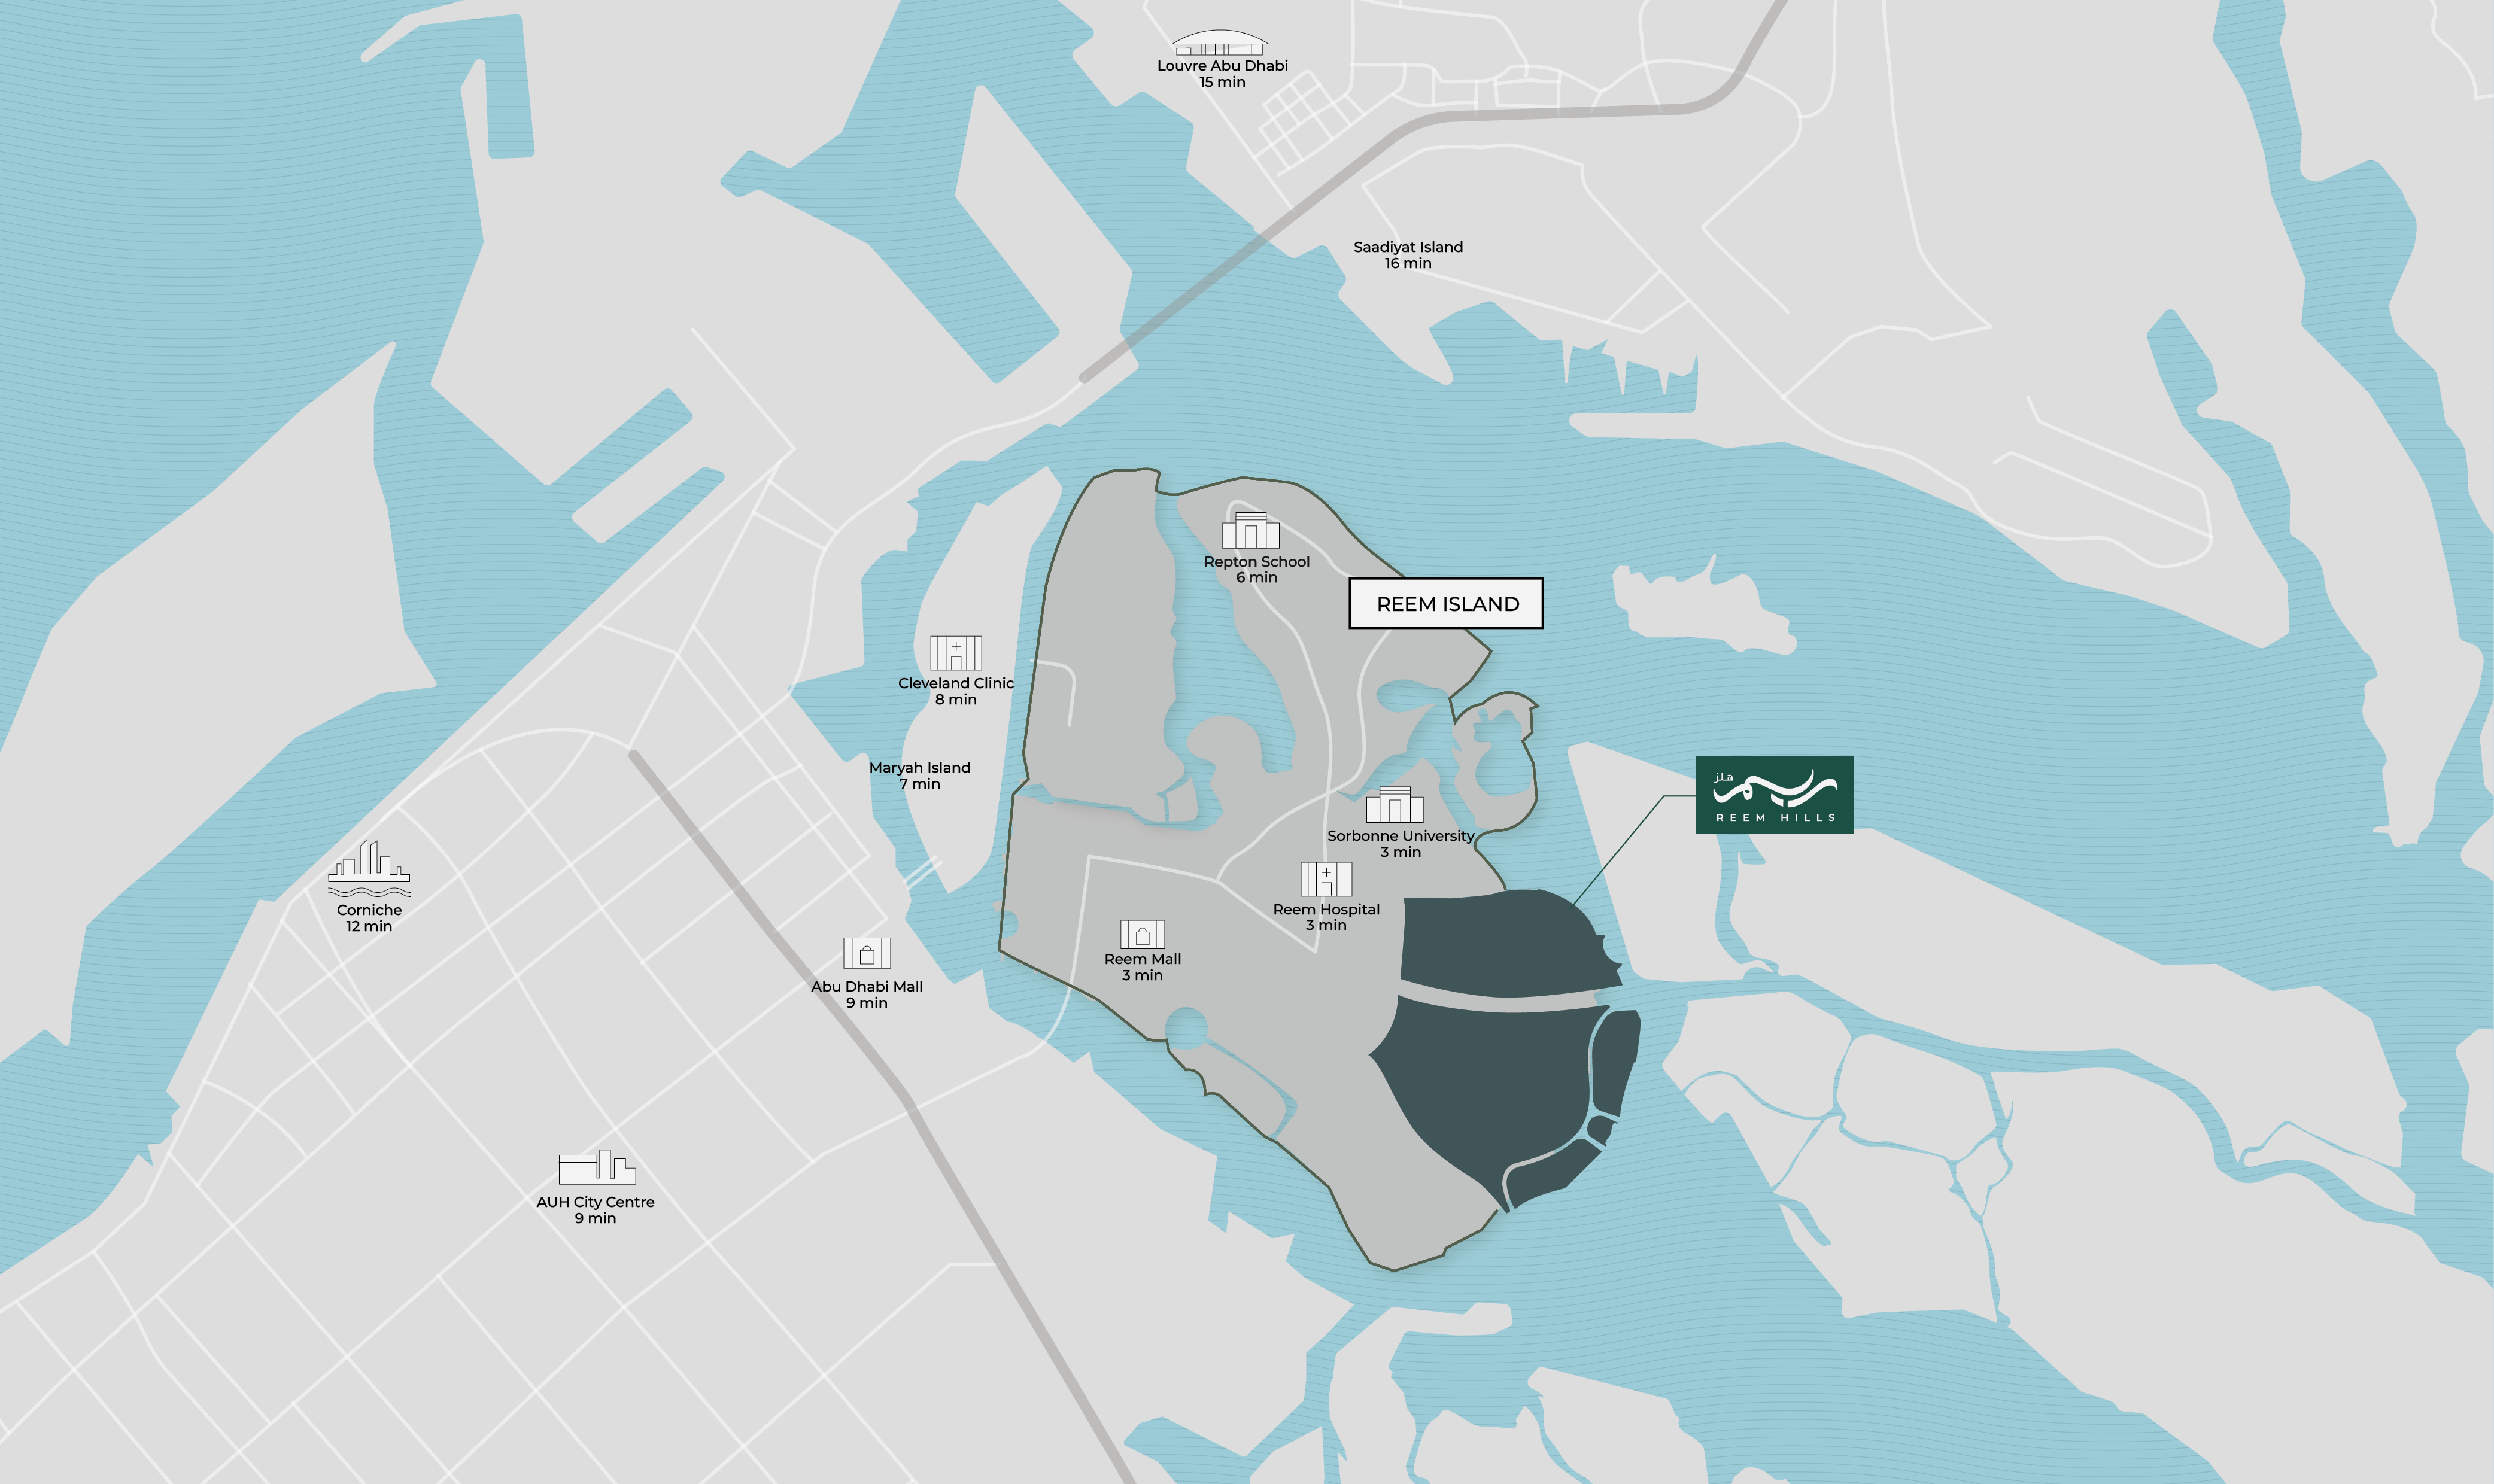 Louvre Abu Dhabi
15 min
Saadiyat Island
16 min
Repton School
6 min
REEM ISLAND
Cleveland Clinic
8 min
Maryah Island
7 min
هلز
ريم
REEM HILLS
Sorbonne University
3 min
Reem Hospital
3 min
Corniche
12 min
Reem Mall
3 min
Abu Dhabi Mall
9 min
AUH City Centre
9 min